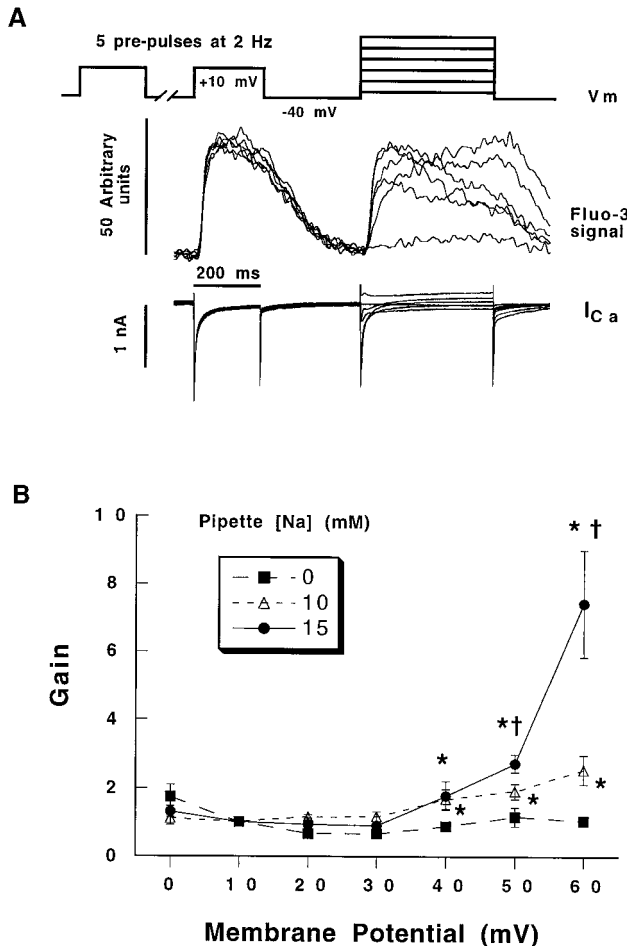 A
5 pre-pulses at 2 Hz
+10 mV
-40 mV
Vm
50 Arbitrary
units
Fluo-3
signal
200 ms
1 nA
ICa
B
Pipette [Na] (mM)
0
10
15
* †
*†
*
*
*
*
Gain
10
8
6
4
2
0
0 10 20 30 40 50 60
Membrane Potential (mV)